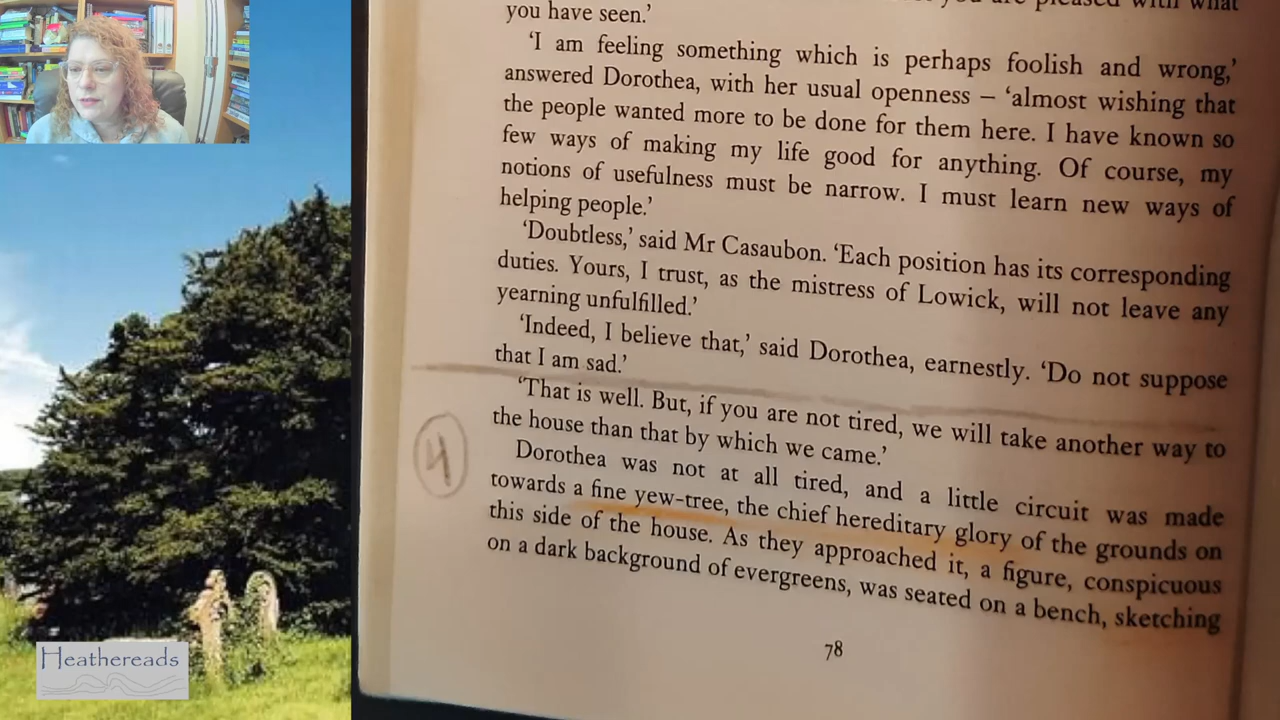 you are pleased with what
you have seen.’
‘I am feeling something which is perhaps foolish and wrong,’
answered Dorothea, with her usual openness – ‘almost wishing that
the people wanted more to be done for them here. I have known so
few ways of making my life good for anything. Of course, my
notions of usefulness must be narrow. I must learn new ways of
helping people.’
‘Doubtless,’ said Mr Casaubon. ‘Each position has its corresponding
duties. Yours, I trust, as the mistress of Lowick, will not leave any
yearning unfulfilled.’
‘Indeed, I believe that,’ said Dorothea, earnestly. ‘Do not suppose
that I am sad.’
‘That is well. But, if you are not tired, we will take another way to
the house than that by which we came.’
4
Dorothea was not at all tired, and a little circuit was made
towards a fine yew-tree, the chief hereditary glory of the grounds on
this side of the house. As they approached it, a figure, conspicuous
on a dark background of evergreens, was seated on a bench, sketching
78
Heathereads